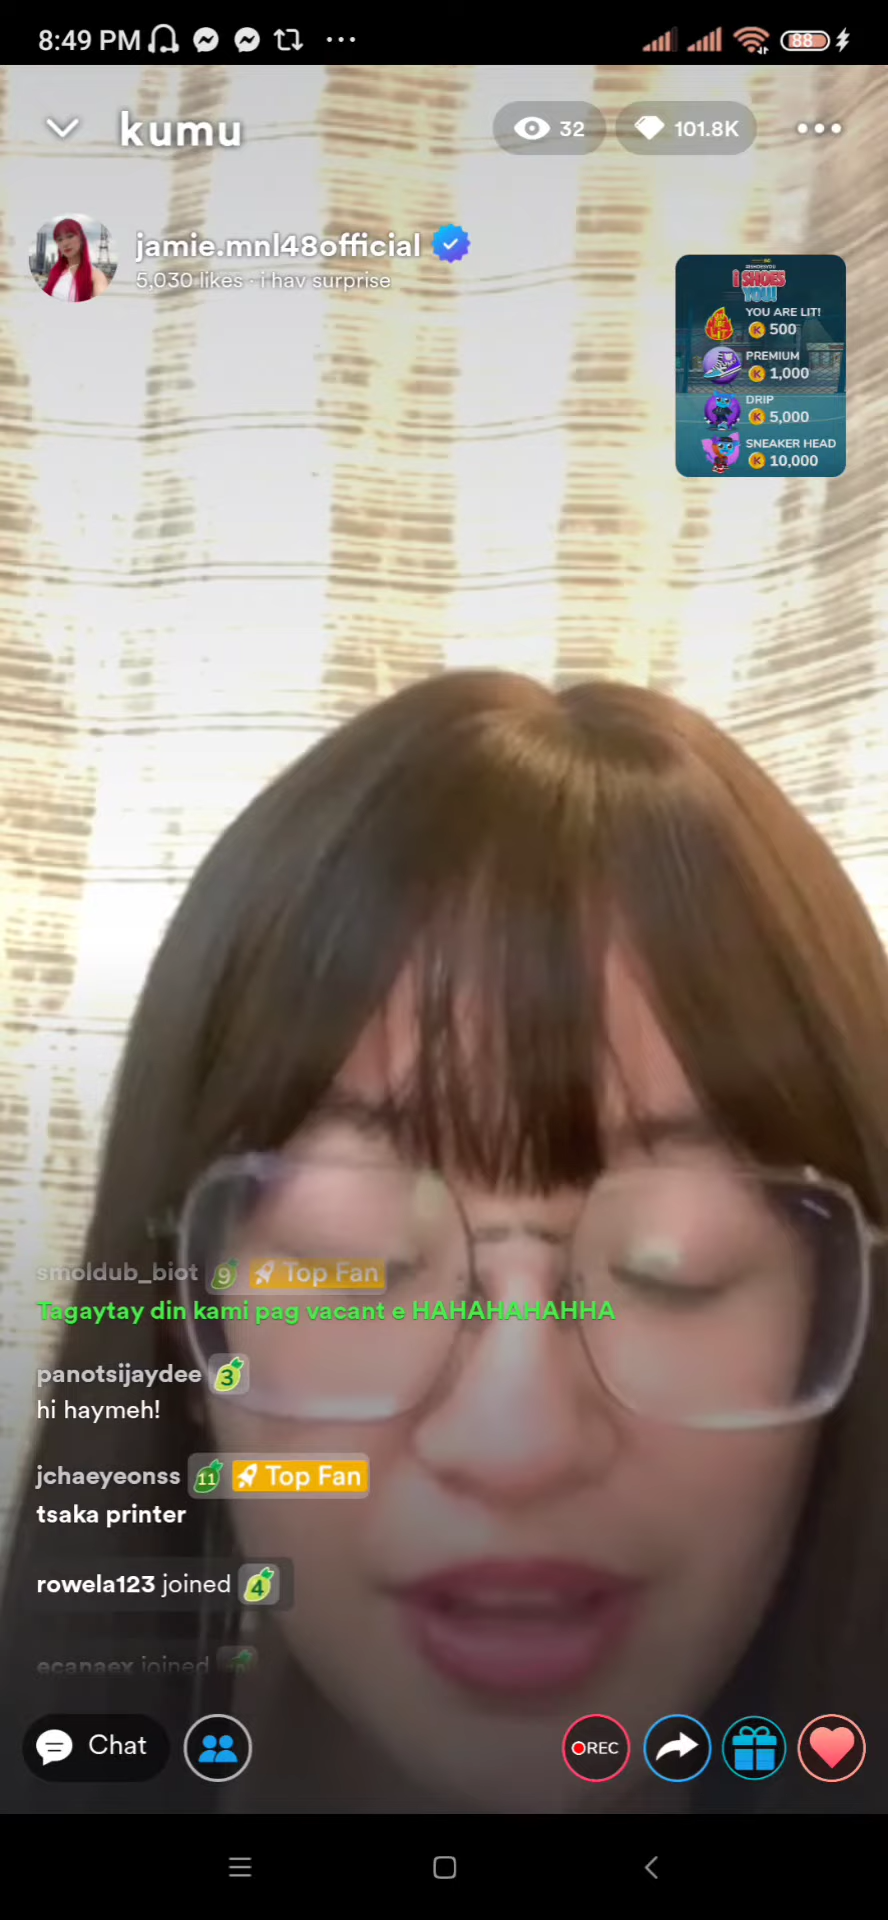 8:49 PM
88
kumu
32
101.8K
jamie.mnl48official
5,030 likes · i hav surprise
I SHOES
YOU!
YOU ARE LIT!
500
PREMIUM
1,000
DRIP
5,000
SNEAKER HEAD
10,000
smoldub_biot 9 Top Fan
Tagaytay din kami pag vacant e HAHAHAHAHHA
panotsijaydee 3
hi haymeh!
jchaeyeonss 11 Top Fan
tsaka printer
rowela123 joined 4
ecanaex joined
Chat
REC